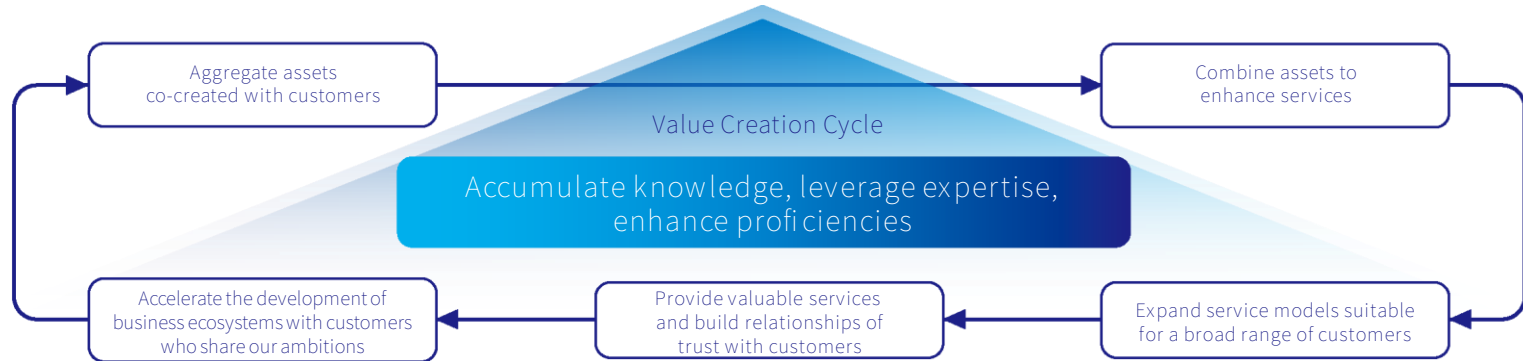 Aggregate assets
co-created with customers
Combine assets to
enhance services
Value Creation Cycle
Accumulate knowledge, leverage expertise,
enhance proficiencies
Accelerate the development of
business ecosystems with customers
who share our ambitions
Provide valuable services
and build relationships of
trust with customers
Expand service models suitable
for a broad range of customers